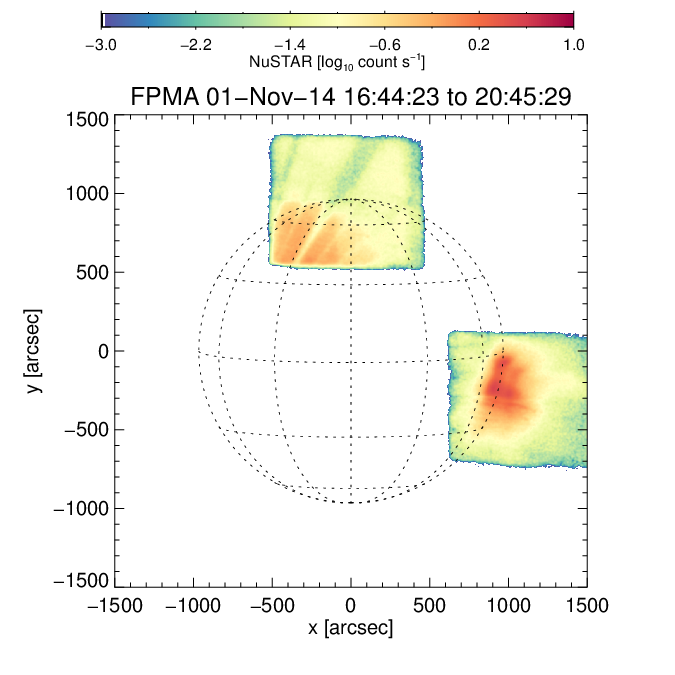 −3.0 −2.2 −1.4 −0.6 0.2 1.0
NuSTAR [log₁₀ count s⁻¹]
FPMA 01−Nov−14 16:44:23 to 20:45:29
1500
1000
500
0
−500
−1000
−1500
y [arcsec]
−1500 −1000 −500 0 500 1000 1500
x [arcsec]